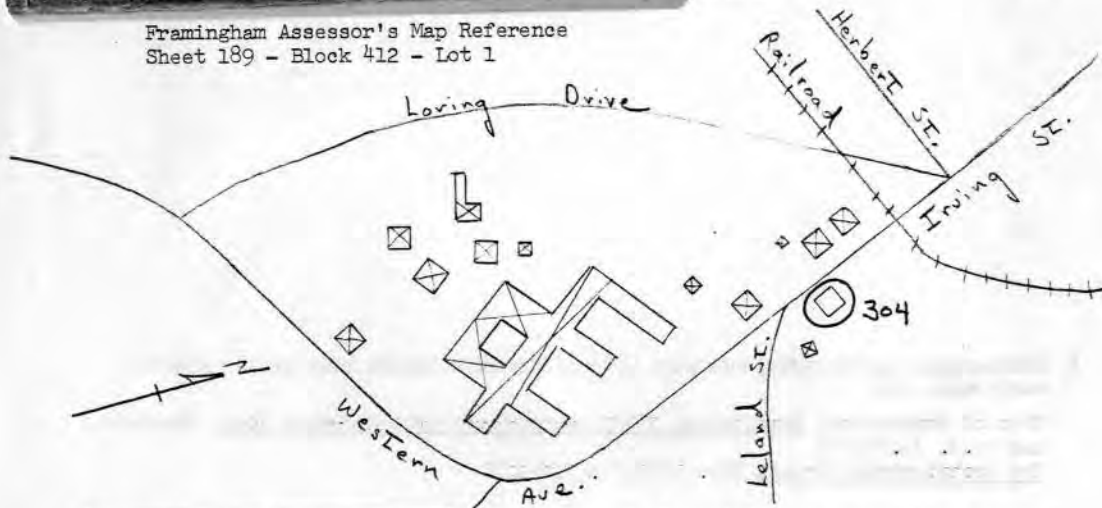 Framingham Assessor's Map Reference
Sheet 189 - Block 412 - Lot 1
Loring Drive
Railroad
Herbert St.
Irving St.
304
Leland St.
Western Ave.
N